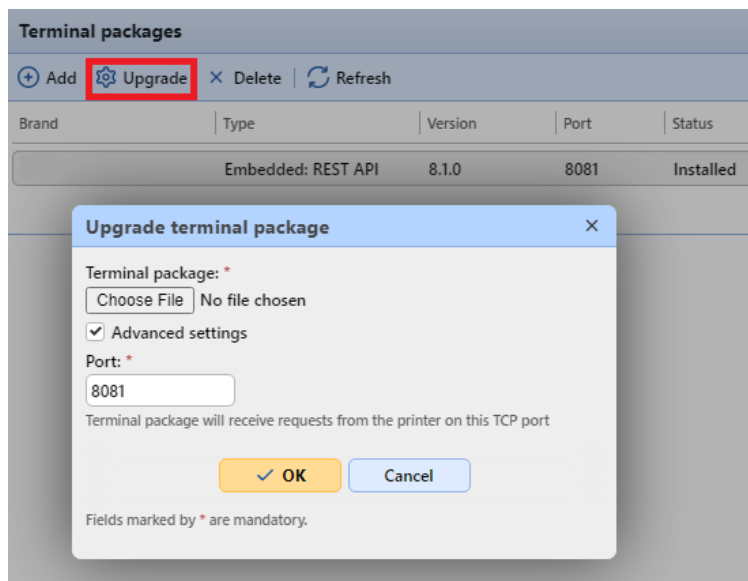 Terminal packages
Add Upgrade Delete Refresh
Brand Type Version Port Status
Embedded: REST API 8.1.0 8081 Installed
Upgrade terminal package
Terminal package: *
Choose File No file chosen
Advanced settings
Port: *
8081
Terminal package will receive requests from the printer on this TCP port
OK Cancel
Fields marked by * are mandatory.